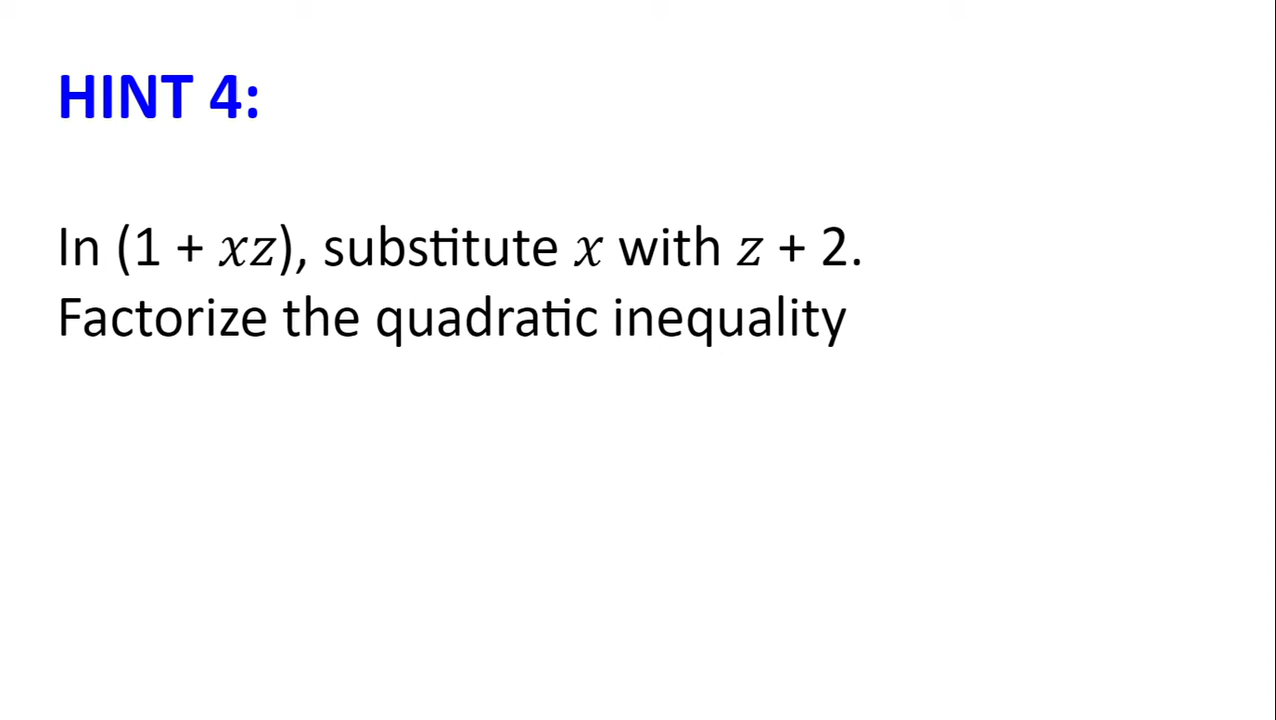 HINT 4:
In (1 + xz), substitute x with z + 2.
Factorize the quadratic inequality